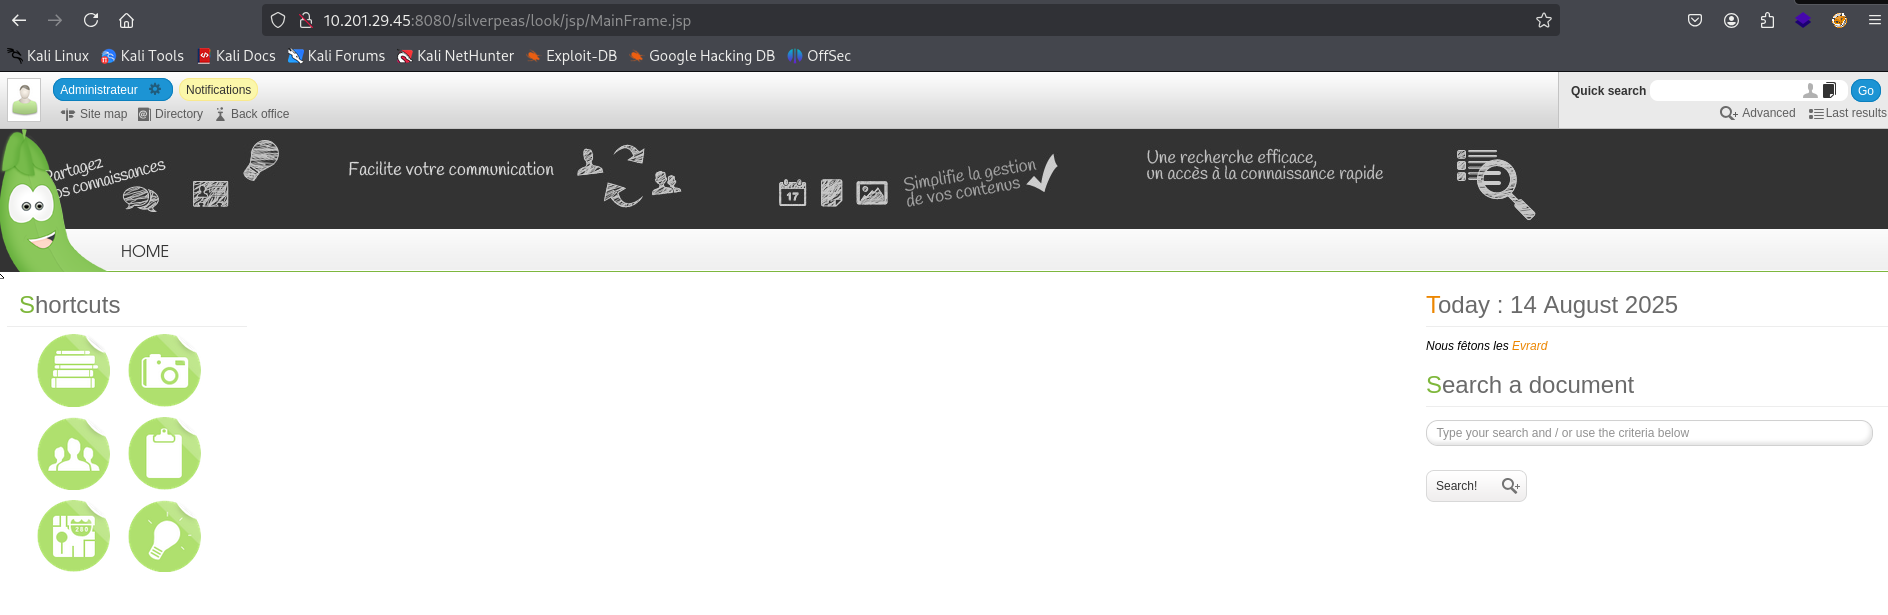 10.201.29.45:8080/silverpeas/look/jsp/MainFrame.jsp
Kali Linux Kali Tools Kali Docs Kali Forums Kali NetHunter Exploit-DB Google Hacking DB OffSec
Administrateur Notifications
Site map Directory Back office
Quick search Go
Advanced Last results
Partagez
vos connaissances
Facilite votre communication
17
Simplifie la gestion
de vos contenus
Une recherche efficace,
un accès à la connaissance rapide
HOME
Shortcuts
Today : 14 August 2025
Nous fêtons les Evrard
Search a document
Type your search and / or use the criteria below
Search!